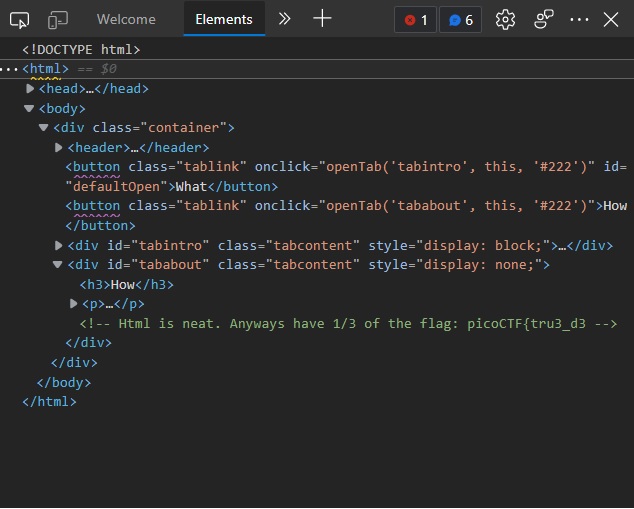 Welcome Elements 1 6
<!DOCTYPE html>
<html> == $0
<head>…</head>
<body>
<div class="container">
<header>…</header>
<button class="tablink" onclick="openTab('tabintro', this, '#222')" id=
"defaultOpen">What</button>
<button class="tablink" onclick="openTab('tababout', this, '#222')">How
</button>
<div id="tabintro" class="tabcontent" style="display: block;">…</div>
<div id="tababout" class="tabcontent" style="display: none;">
<h3>How</h3>
<p>…</p>
<!-- Html is neat. Anyways have 1/3 of the flag: picoCTF{tru3_d3 -->
</div>
</div>
</body>
</html>